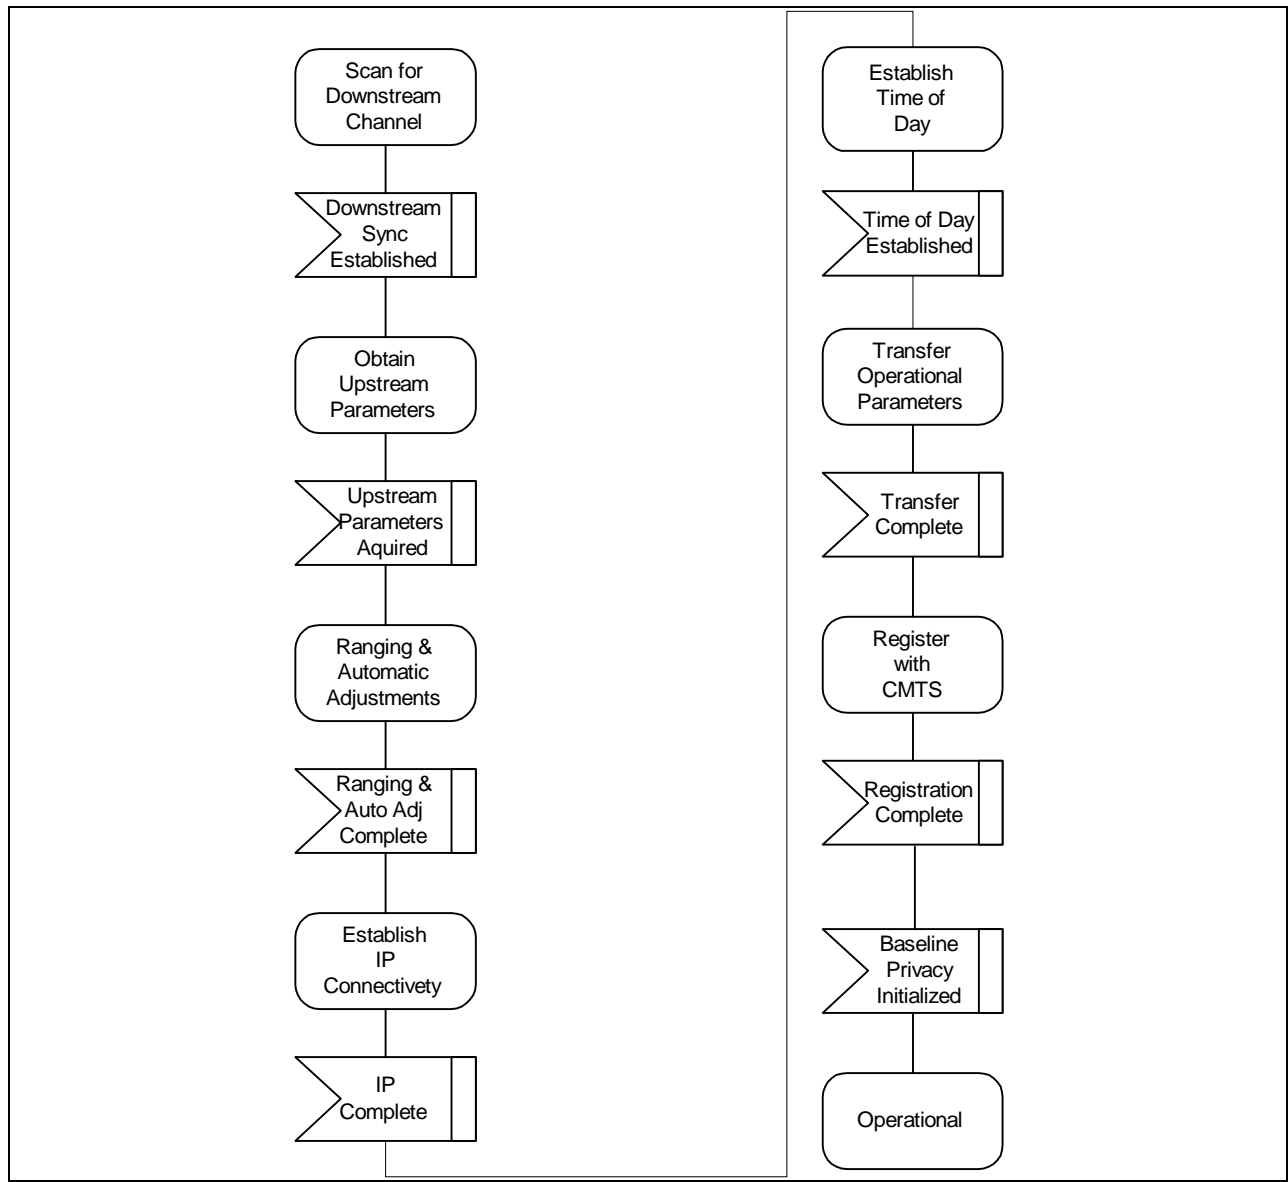 Scan for
Downstream
Channel
Downstream
Sync
Established
Obtain
Upstream
Parameters
Upstream
Parameters
Aquired
Ranging &
Automatic
Adjustments
Ranging &
Auto Adj
Complete
Establish
IP
Connectivety
IP
Complete
Establish
Time of
Day
Time of Day
Established
Transfer
Operational
Parameters
Transfer
Complete
Register
with
CMTS
Registration
Complete
Baseline
Privacy
Initialized
Operational